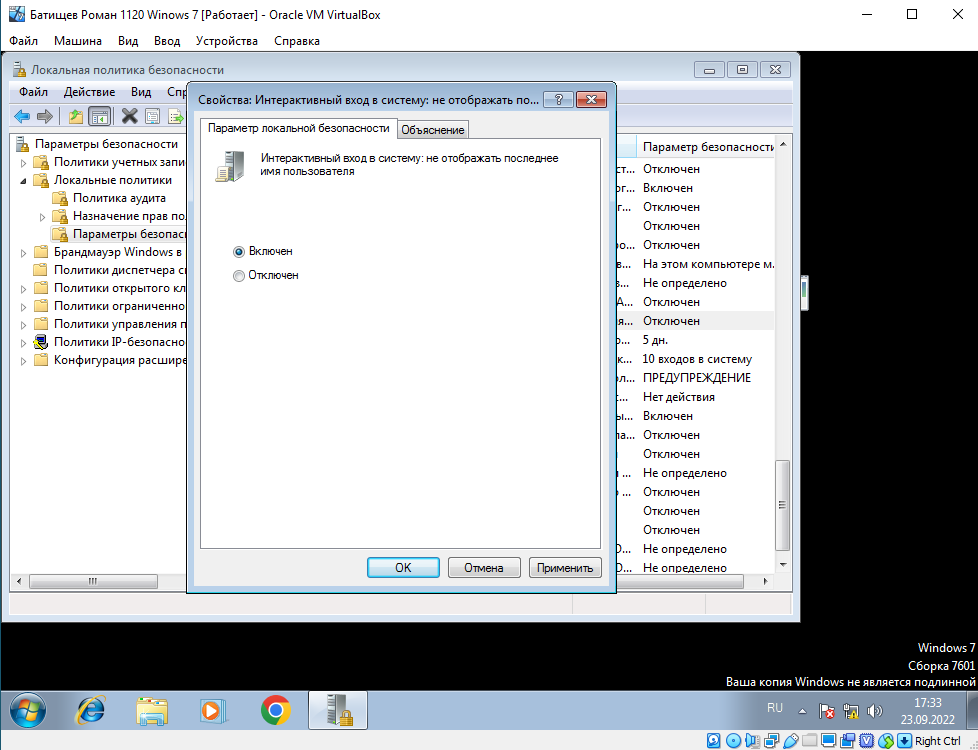 Батищев Роман 1120 Winows 7 [Работает] - Oracle VM VirtualBox
Файл Машина Вид Ввод Устройства Справка
Локальная политика безопасности
Файл Действие Вид Спр
Свойства: Интерактивный вход в систему: не отображать по...
Параметр локальной безопасности
Объяснение
Интерактивный вход в систему: не отображать последнее
имя пользователя
Включен
Отключен
OK
Отмена
Применить
Параметры безопасности
Политики учетных запи
Локальные политики
Политика аудита
Назначение прав по
Параметры безопас
Брандмауэр Windows в
Политики диспетчера с
Политики открытого кл
Политики ограниченно
Политики управления п
Политики IP-безопасно
Конфигурация расшире
Параметр безопасности
ст... Отключен
ог... Включен
г... Отключен
Отключен
ро... Отключен
в... На этом компьютере м.
з... Не определено
А... Отключен
ля... Отключен
о... 5 дн.
к... 10 входов в систему
ол... ПРЕДУПРЕЖДЕНИЕ
с... Нет действия
ы... Включен
па... Отключен
Отключен
... Не определено
о ... Отключен
Отключен
Отключен
О... Не определено
О... Не определено
Windows 7
Сборка 7601
Ваша копия Windows не является подлинной
RU
17:33
23.09.2022
Right Ctrl